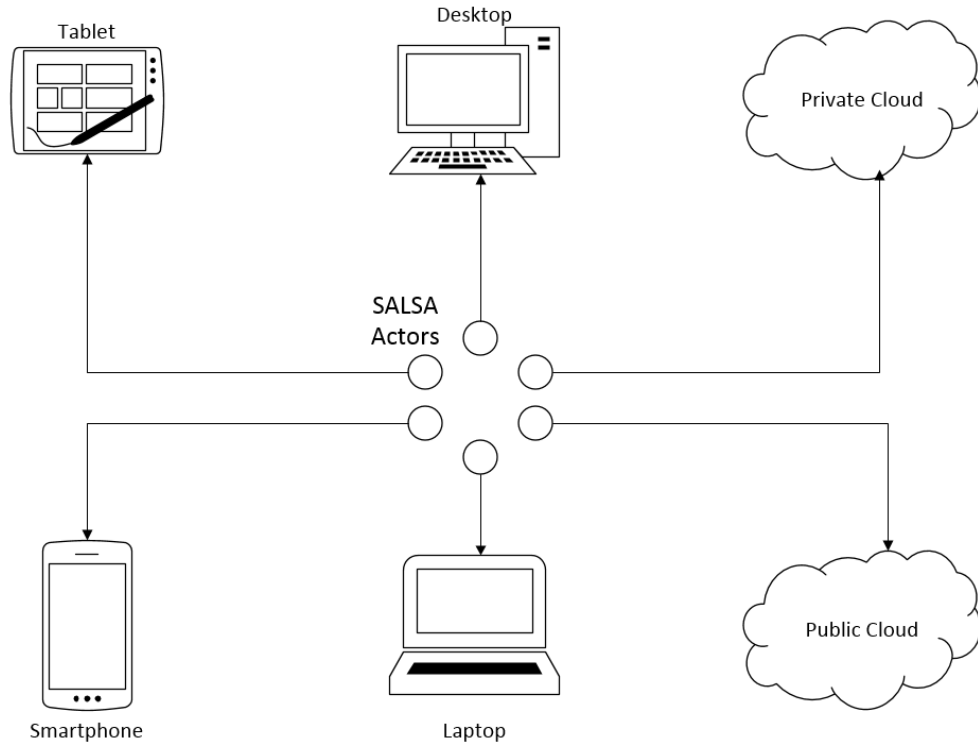 Tablet
Desktop
Private Cloud
SALSA
Actors
Public Cloud
Smartphone
Laptop